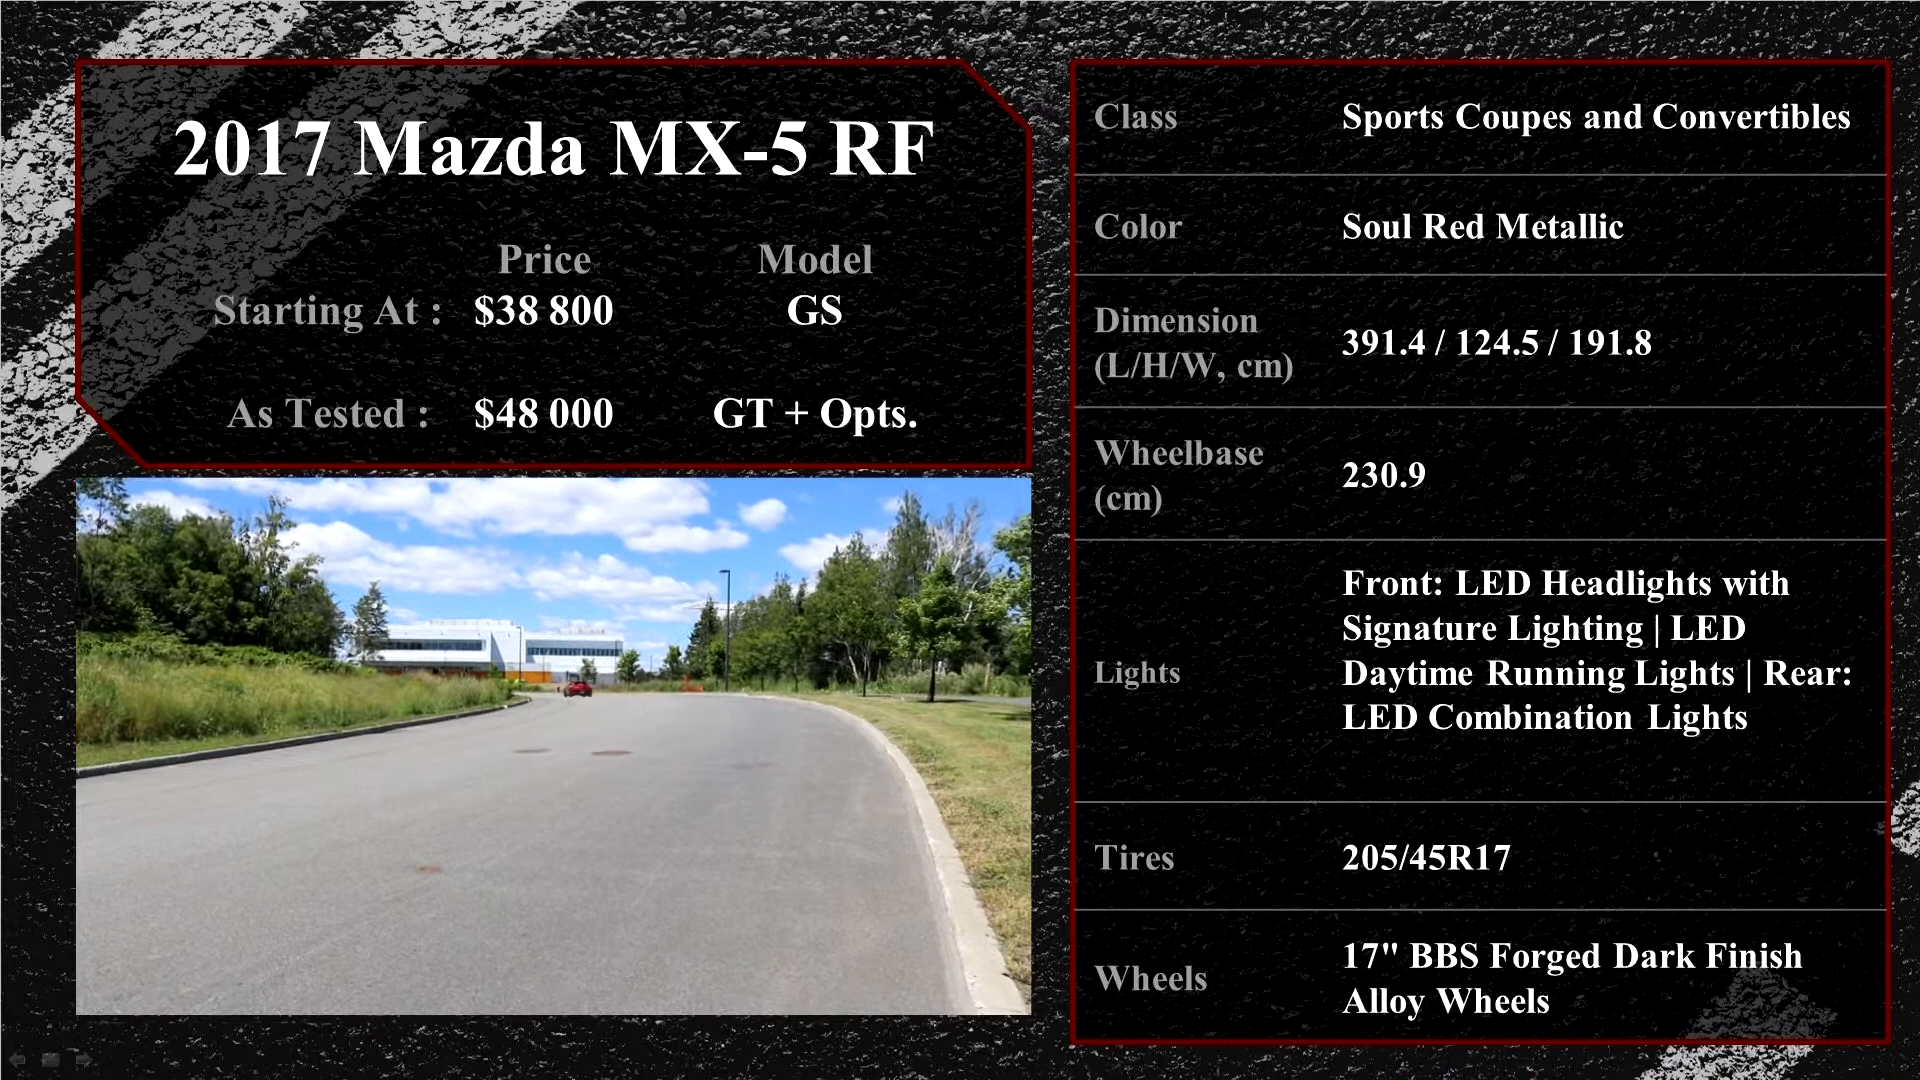 2017 Mazda MX-5 RF
Price Model
Starting At : $38 800 GS
As Tested : $48 000 GT + Opts.
Class Sports Coupes and Convertibles
Color Soul Red Metallic
Dimension
(L/H/W, cm) 391.4 / 124.5 / 191.8
Wheelbase
(cm) 230.9
Lights Front: LED Headlights with
Signature Lighting | LED
Daytime Running Lights | Rear:
LED Combination Lights
Tires 205/45R17
Wheels 17" BBS Forged Dark Finish
Alloy Wheels